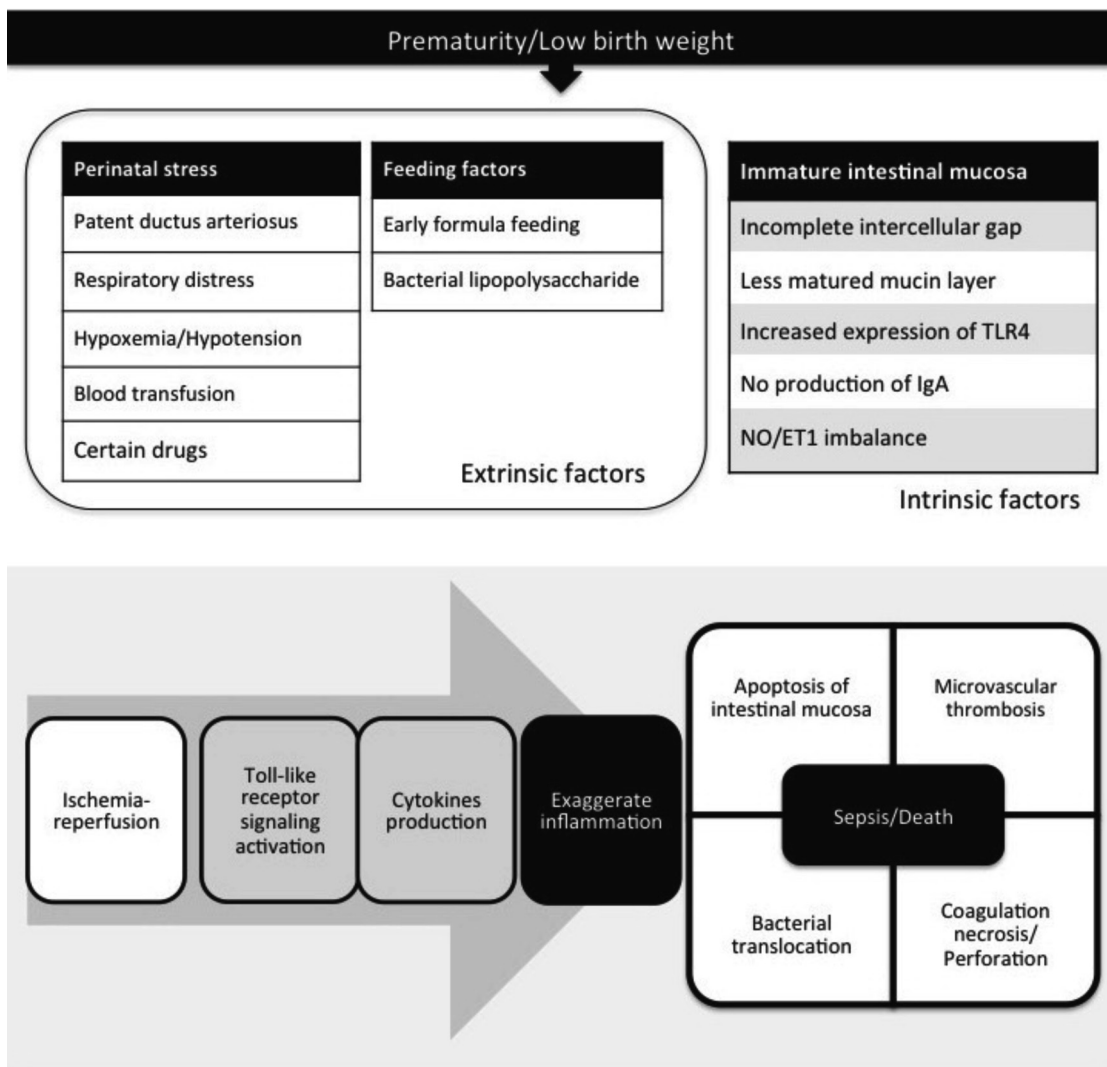 Prematurity/Low birth weight
Perinatal stress
Patent ductus arteriosus
Respiratory distress
Hypoxemia/Hypotension
Blood transfusion
Certain drugs
Feeding factors
Early formula feeding
Bacterial lipopolysaccharide
Extrinsic factors
Immature intestinal mucosa
Incomplete intercellular gap
Less matured mucin layer
Increased expression of TLR4
No production of IgA
NO/ET1 imbalance
Intrinsic factors
Ischemia-
reperfusion
Toll-like
receptor
signaling
activation
Cytokines
production
Exaggerate
inflammation
Apoptosis of
intestinal mucosa
Microvascular
thrombosis
Sepsis/Death
Bacterial
translocation
Coagulation
necrosis/
Perforation